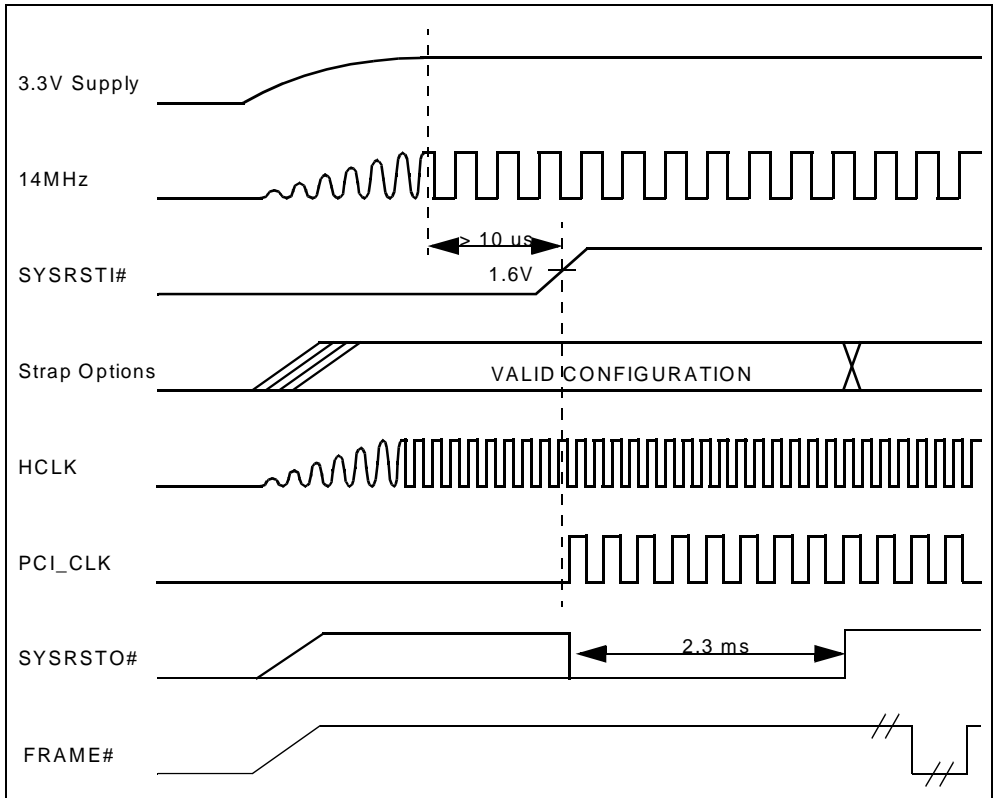 3.3V Supply
14MHz
> 10 us
SYSRSTI#
1.6V
Strap Options
VALID CONFIGURATION
HCLK
PCI_CLK
SYSRSTO#
2.3 ms
FRAME#